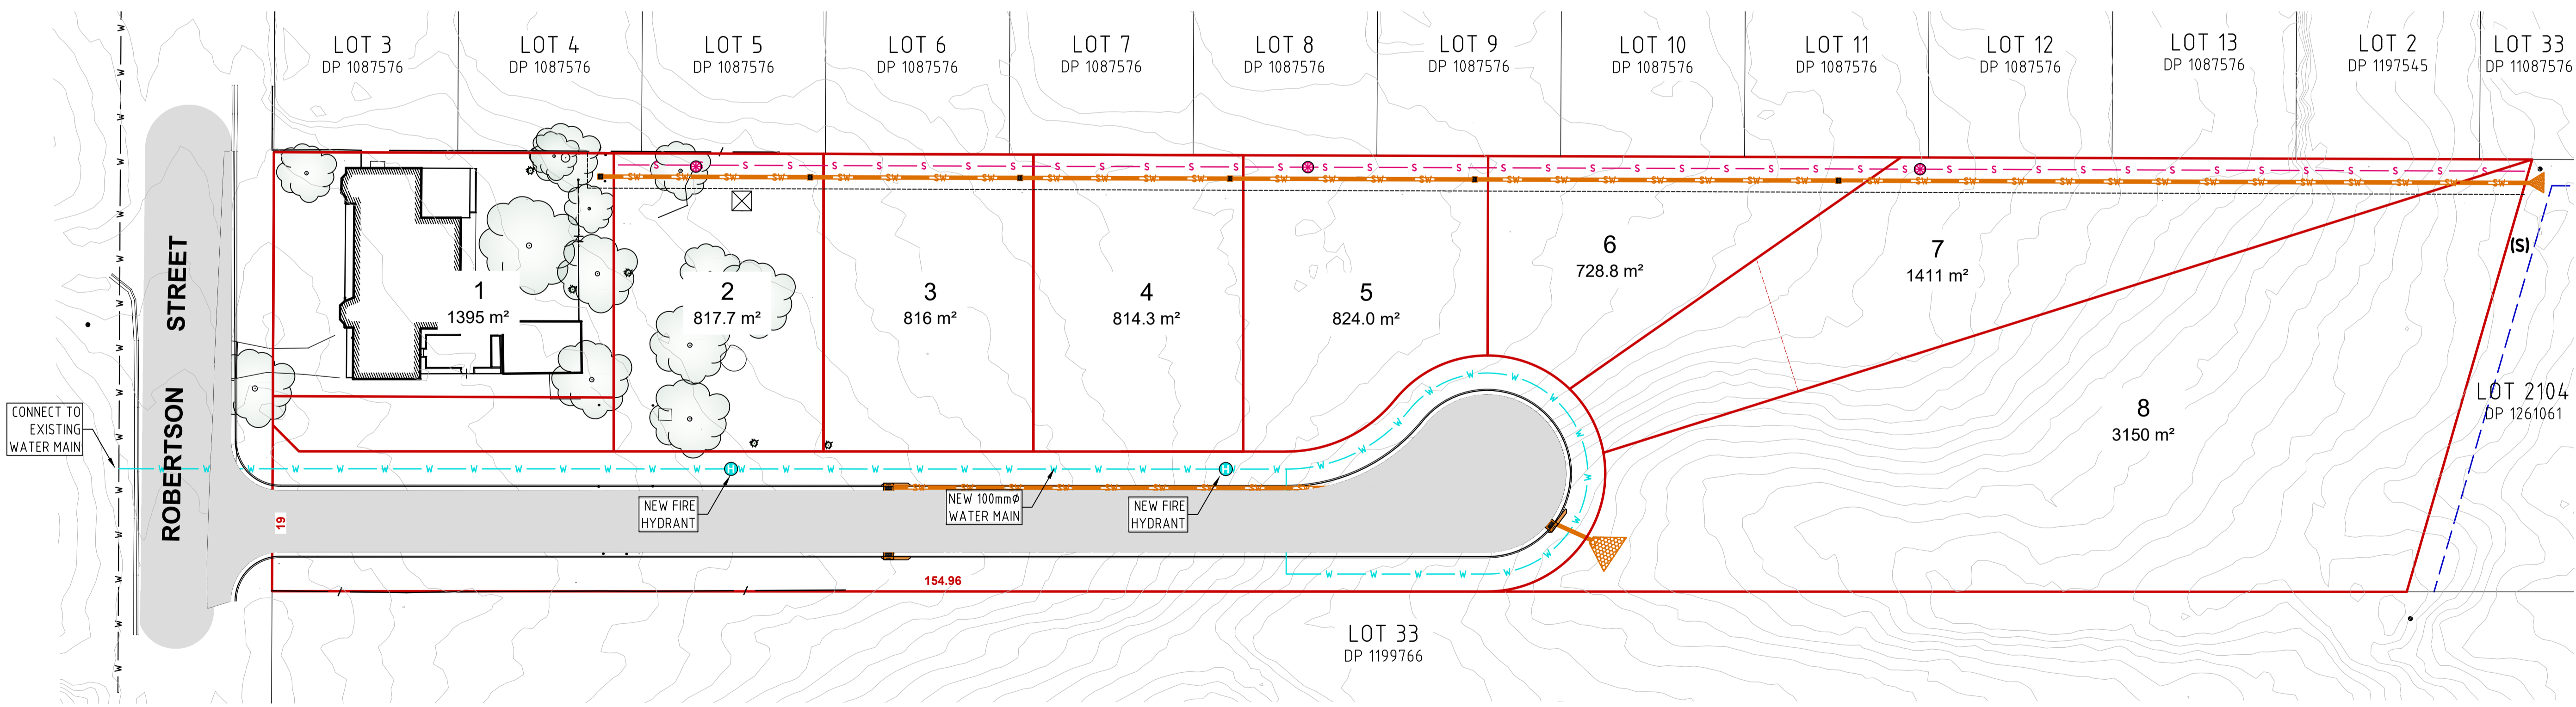 LOT 3
DP 1087576
LOT 4
DP 1087576
LOT 5
DP 1087576
LOT 6
DP 1087576
LOT 7
DP 1087576
LOT 8
DP 1087576
LOT 9
DP 1087576
LOT 10
DP 1087576
LOT 11
DP 1087576
LOT 12
DP 1087576
LOT 13
DP 1087576
LOT 2
DP 1197545
LOT 33
DP 11087576
1
1395 m²
2
817.7 m²
3
816 m²
4
814.3 m²
5
824.0 m²
6
728.8 m²
7
1411 m²
8
3150 m²
(S)
LOT 2104
DP 1261061
ROBERTSON STREET
CONNECT TO
EXISTING
WATER MAIN
NEW FIRE
HYDRANT
NEW 100mmØ
WATER MAIN
NEW FIRE
HYDRANT
H
H
19
154.96
LOT 33
DP 1199766